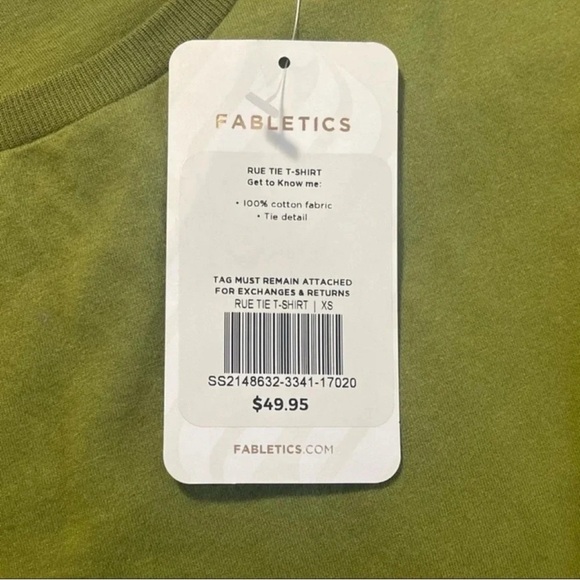 FABLETICS
RUE TIE T-SHIRT
Get to Know me:
• 100% cotton fabric
• Tie detail
TAG MUST REMAIN ATTACHED
FOR EXCHANGES & RETURNS
RUE TIE T-SHIRT | XS
SS2148632-3341-17020
$49.95
FABLETICS.COM